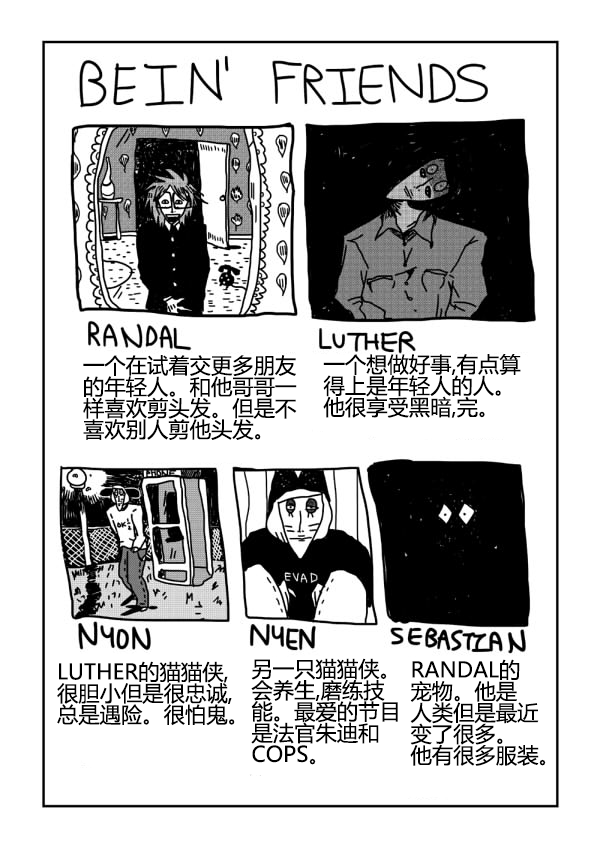 BEIN' FRIENDS
RANDAL
一个在试着交更多朋友
的年轻人。和他哥哥一
样喜欢剪头发。但是不
喜欢别人剪他头发。
LUTHER
一个想做好事,有点算
得上是年轻人的人。
他很享受黑暗,完。
PHONE
NYON
LUTHER的猫猫侠,
很胆小但是很忠诚,
总是遇险。很怕鬼。
EVAD
NYEN
另一只猫猫侠。
会养生,磨练技
能。最爱的节目
是法官朱迪和
COPS。
SEBASTIAN
RANDAL的
宠物。他是
人类但是最近
变了很多。
他有很多服装。